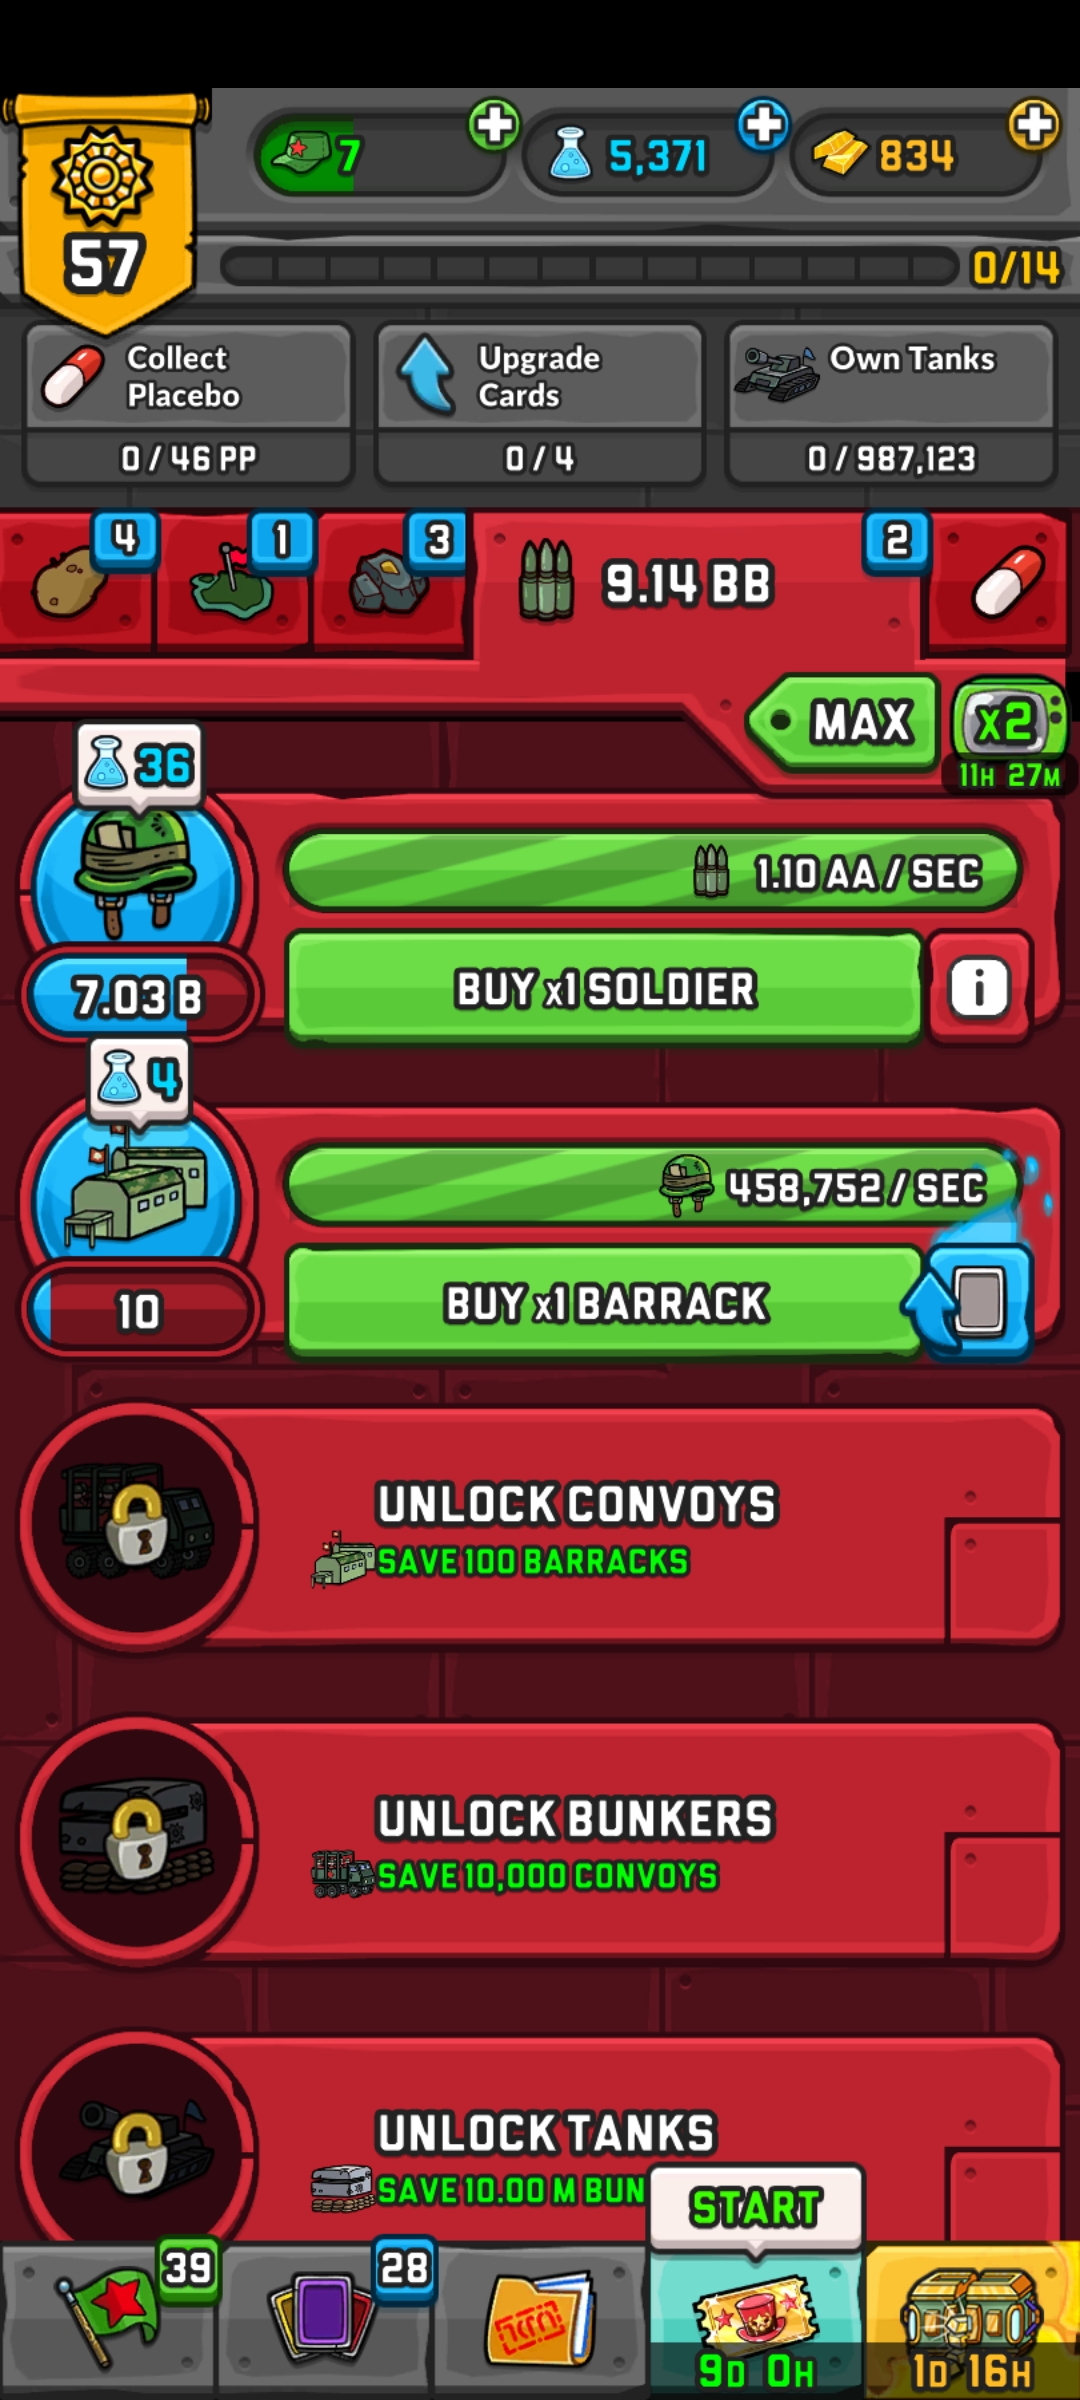 7
5,371
834
57
0/14
Collect
Placebo
0 / 46 PP
Upgrade
Cards
0 / 4
Own Tanks
0 / 987,123
4
1
3
9.14 BB
2
MAX
x2
11H 27M
36
1.10 AA / SEC
7.03 B
BUY x1 SOLDIER
i
4
458,752 / SEC
10
BUY x1 BARRACK
UNLOCK CONVOYS
SAVE 100 BARRACKS
UNLOCK BUNKERS
SAVE 10,000 CONVOYS
UNLOCK TANKS
SAVE 10.00 M BUN
START
39
28
9D 0H
1D 16H